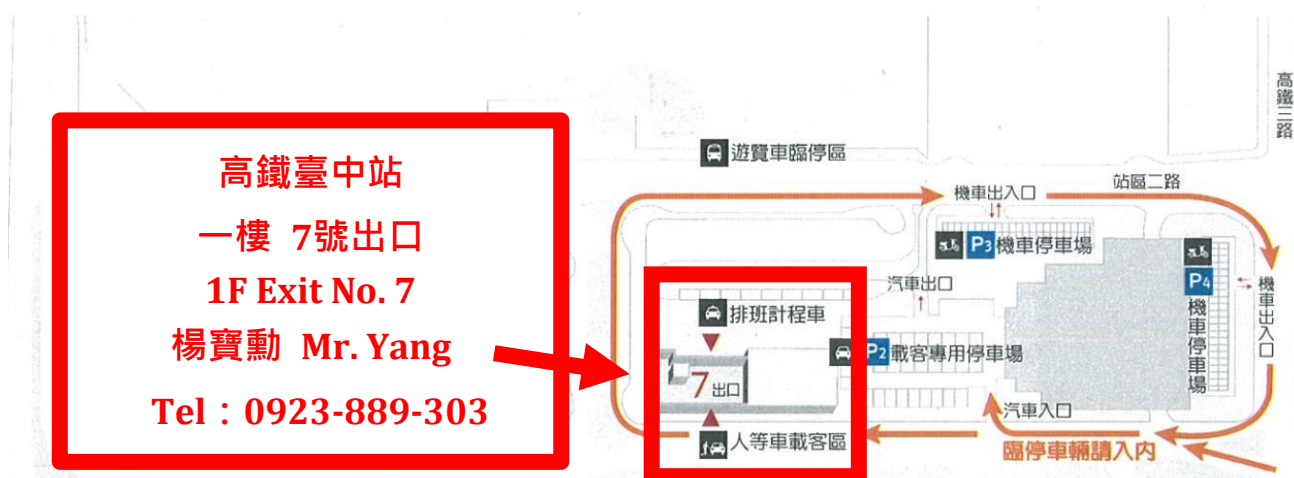 高鐵臺中站
一樓 7號出口
1F Exit No. 7
楊寶勳 Mr. Yang
Tel：0923-889-303
高鐵三路
遊覽車臨停區
站區二路
機車出入口
P3 機車停車場
P4 機車停車場
機車出入口
汽車出口
排班計程車
P2 載客專用停車場
7 出口
汽車入口
人等車載客區
臨停車輛請入內